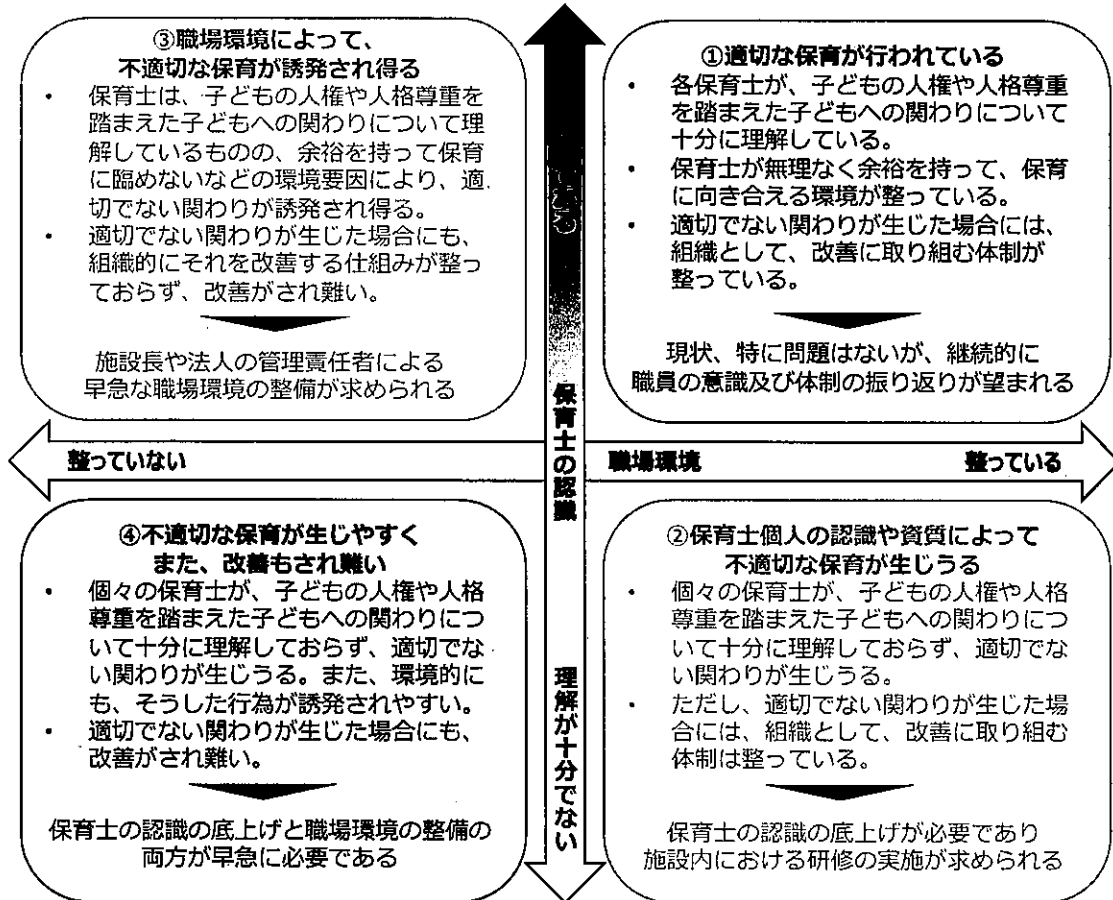 ③職場環境によって、
不適切な保育が誘発され得る
・ 保育士は、子どもの人権や人格尊重を
踏まえた子どもへの関わりについて理
解しているものの、余裕を持って保育
に臨めないなどの環境要因により、適
切でない関わりが誘発され得る。
・ 適切でない関わりが生じた場合にも、
組織的にそれを改善する仕組みが整っ
ておらず、改善がされ難い。
施設長や法人の管理責任者による
早急な職場環境の整備が求められる
①適切な保育が行われている
・ 各保育士が、子どもの人権や人格尊重
を踏まえた子どもへの関わりについて
十分に理解している。
・ 保育士が無理なく余裕を持って、保育
に向き合える環境が整っている。
・ 適切でない関わりが生じた場合には、
組織として、改善に取り組む体制が
整っている。
現状、特に問題はないが、継続的に
職員の意識及び体制の振り返りが望まれる
保育士の認識
整っていない
職場環境
整っている
④不適切な保育が生じやすく
また、改善もされ難い
・ 個々の保育士が、子どもの人権や人格
尊重を踏まえた子どもへの関わりにつ
いて十分に理解しておらず、適切でな
い関わりが生じうる。また、環境的に
も、そうした行為が誘発されやすい。
・ 適切でない関わりが生じた場合にも、
改善がされ難い。
保育士の認識の底上げと職場環境の整備の
両方が早急に必要である
理解が十分でない
②保育士個人の認識や資質によって
不適切な保育が生じうる
・ 個々の保育士が、子どもの人権や人格
尊重を踏まえた子どもへの関わりにつ
いて十分に理解しておらず、適切でな
い関わりが生じうる。
・ ただし、適切でない関わりが生じた場
合には、組織として、改善に取り組む
体制は整っている。
保育士の認識の底上げが必要であり
施設内における研修の実施が求められる